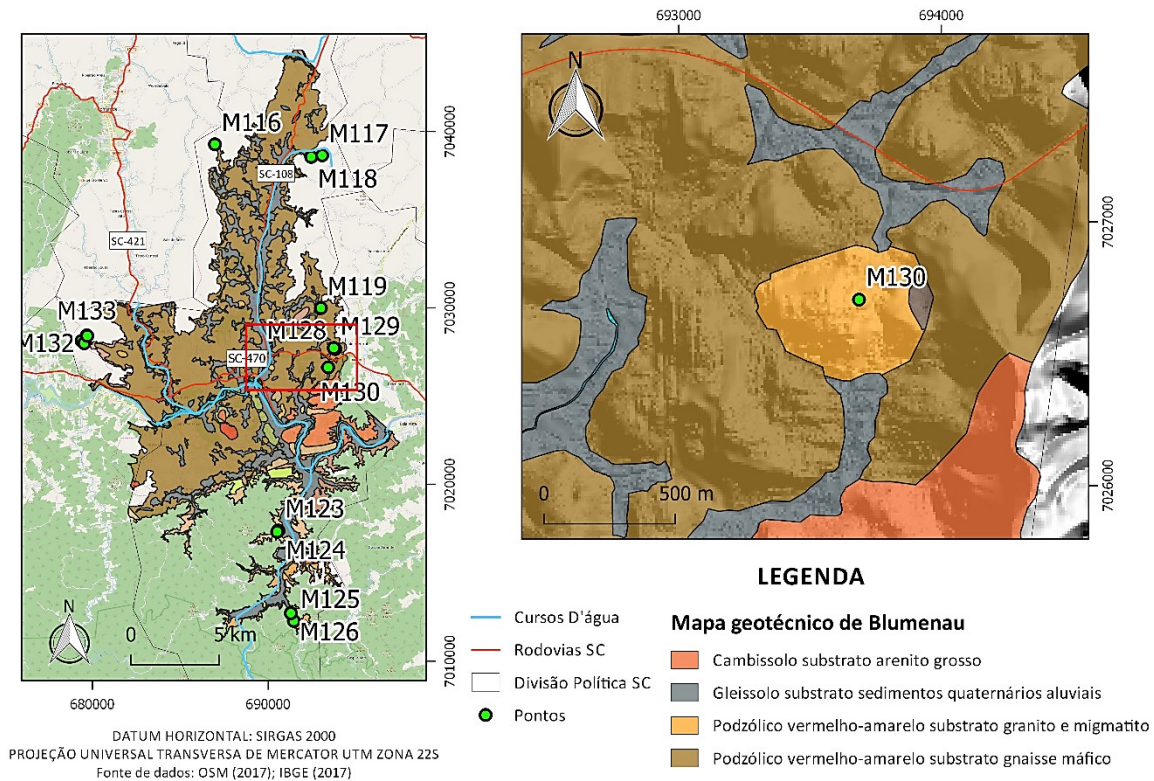 M116
M117
M118
SC-108
SC-421
M119
M133
M132
M128
M129
SC-470
M130
M123
M124
M125
M126
N
0
5 km
7040000
7030000
7020000
7010000
680000
690000
DATUM HORIZONTAL: SIRGAS 2000
PROJEÇÃO UNIVERSAL TRANSVERSA DE MERCATOR UTM ZONA 22S
Fonte de dados: OSM (2017); IBGE (2017)
693000
694000
N
M130
7027000
7026000
0
500 m
LEGENDA
Cursos D'água
Rodovias SC
Divisão Política SC
Pontos
Mapa geotécnico de Blumenau
Cambissolo substrato arenito grosso
Gleissolo substrato sedimentos quaternários aluviais
Podzólico vermelho-amarelo substrato granito e migmatito
Podzólico vermelho-amarelo substrato gnaisse máfico